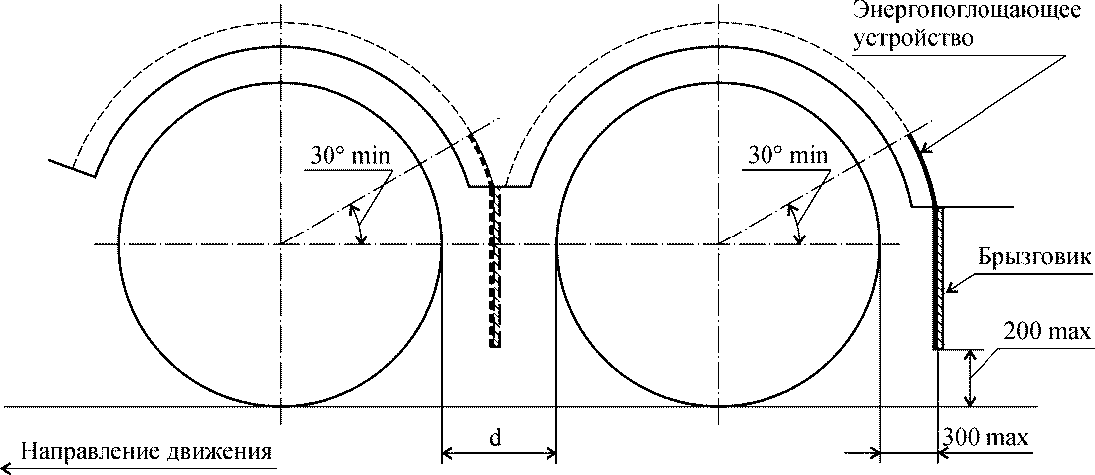 Энергопоглощающее
устройство
30° min
30° min
Брызговик
200 max
d
300 max
Направление движения